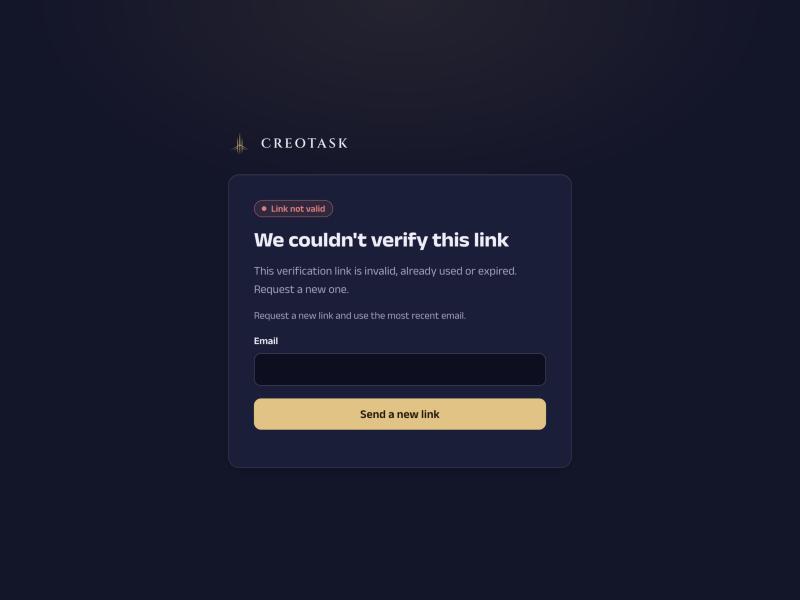 CREOTASK
Link not valid
We couldn't verify this link
This verification link is invalid, already used or expired.
Request a new one.
Request a new link and use the most recent email.
Email
Send a new link